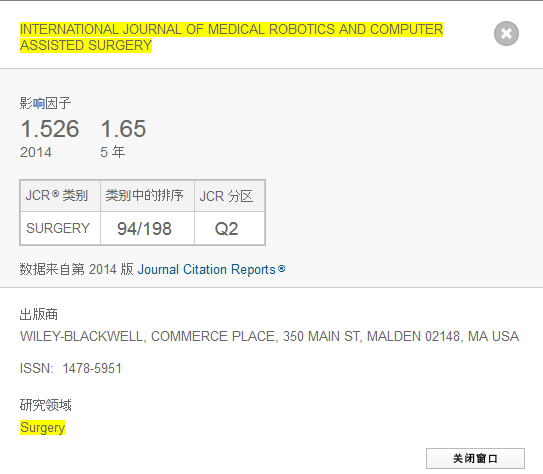 INTERNATIONAL JOURNAL OF MEDICAL ROBOTICS AND COMPUTER
ASSISTED SURGERY
影响因子
1.526 1.65
2014 5 年
JCR® 类别 类别中的排序 JCR 分区
SURGERY 94/198 Q2
数据来自第 2014 版 Journal Citation Reports®
出版商
WILEY-BLACKWELL, COMMERCE PLACE, 350 MAIN ST, MALDEN 02148, MA USA
ISSN: 1478-5951
研究领域
Surgery
关闭窗口